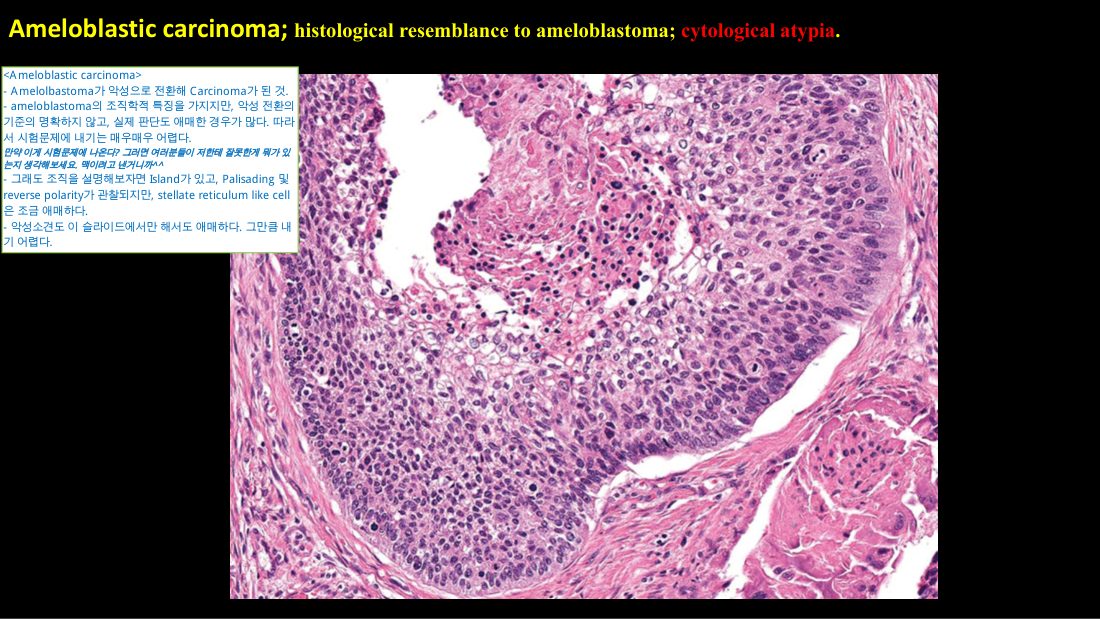 Ameloblastic carcinoma; histological resemblance to ameloblastoma; cytological atypia.
<Ameloblastic carcinoma>
- Amelolbastoma가 악성으로 전환해 Carcinoma가 된 것.
- ameloblastoma의 조직학적 특징을 가지지만, 악성 전환의
기준의 명확하지 않고, 실제 판단도 애매한 경우가 많다. 따라
서 시험문제에 내기는 매우매우 어렵다.
만약 이게 시험문제에 나온다? 그러면 여러분들이 저한테 잘못한게 뭐가 있
는지 생각해보세요. 맥이려고 낸거니까^^
- 그래도 조직을 설명해보자면 Island가 있고, Palisading 및
reverse polarity가 관찰되지만, stellate reticulum like cell
은 조금 애매하다.
- 악성소견도 이 슬라이드에서만 해서도 애매하다. 그만큼 내
기 어렵다.